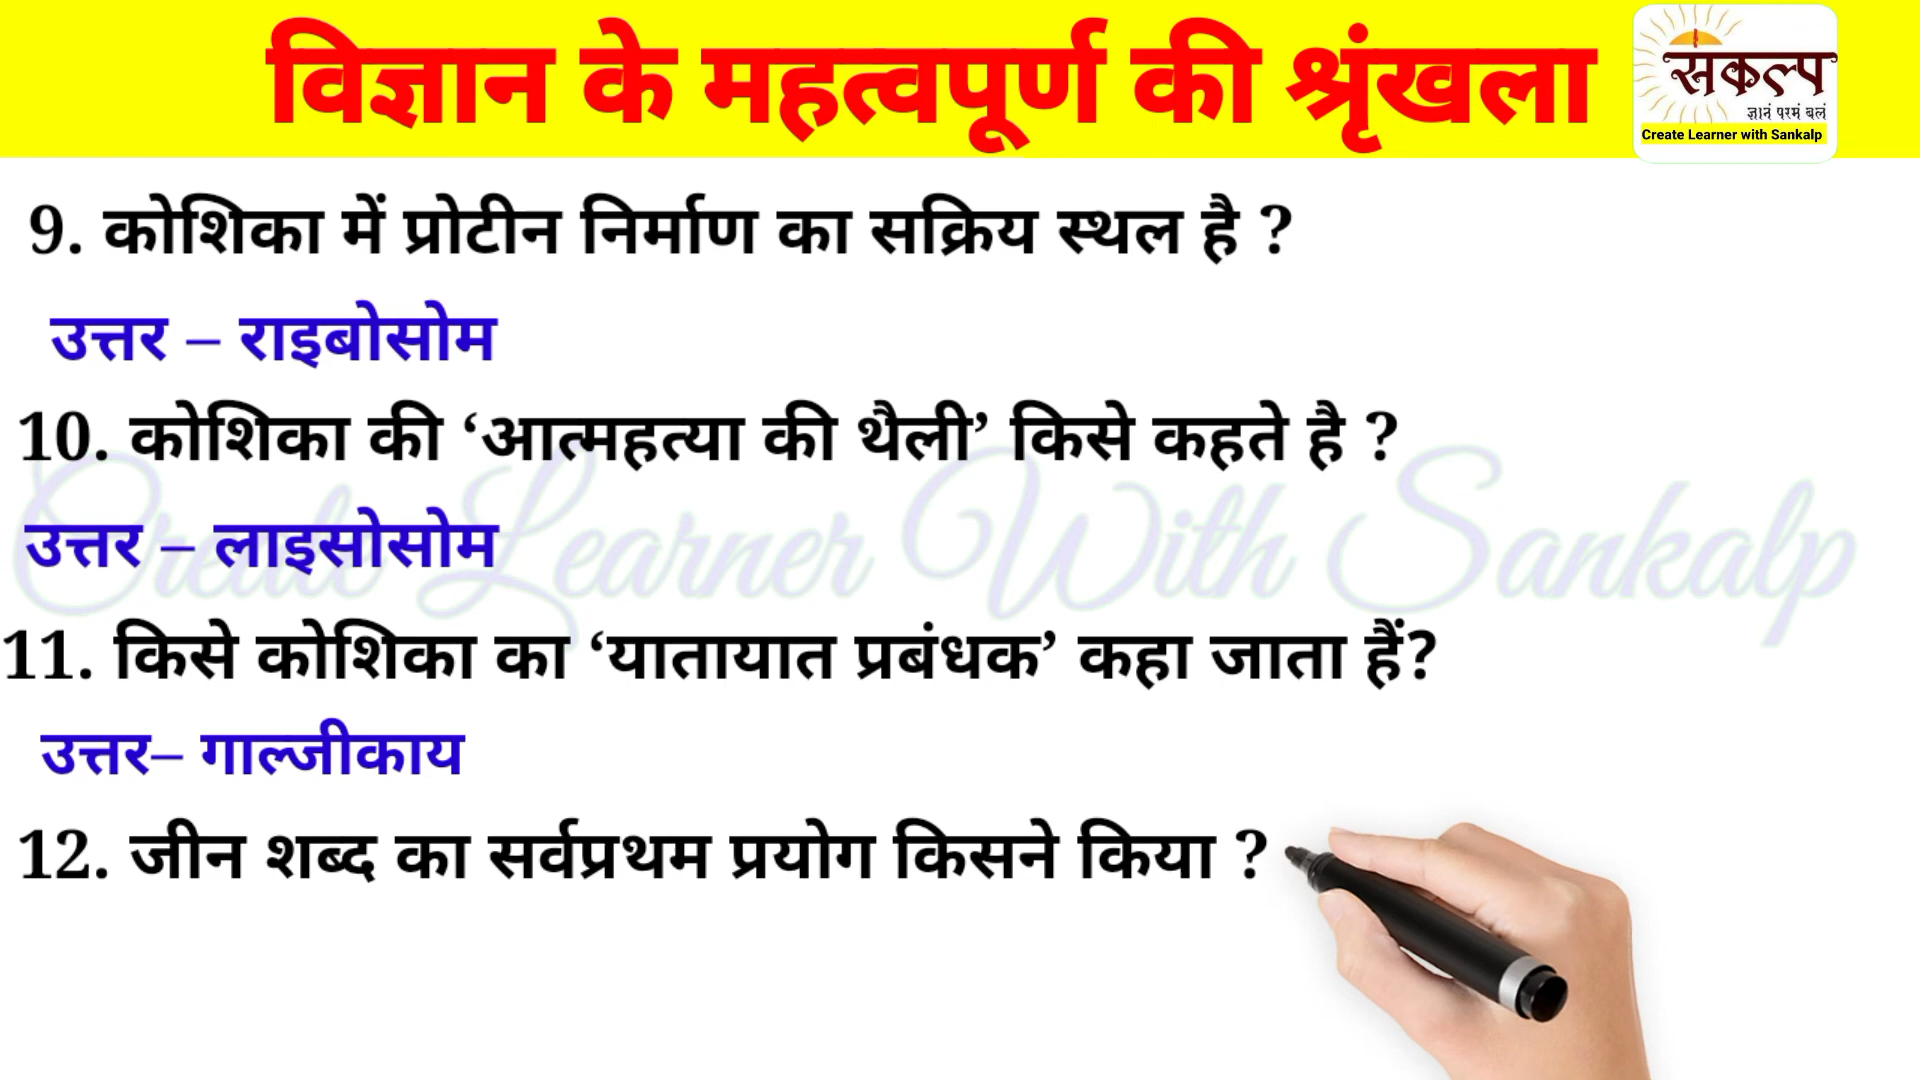 विज्ञान के महत्वपूर्ण की श्रृंखला
संकल्प
ज्ञानं परमं बलं
Create Learner with Sankalp
9. कोशिका में प्रोटीन निर्माण का सक्रिय स्थल है ?
उत्तर – राइबोसोम
10. कोशिका की ‘आत्महत्या की थैली’ किसे कहते है ?
उत्तर – लाइसोसोम
Create Learner With Sankalp
11. किसे कोशिका का ‘यातायात प्रबंधक’ कहा जाता हैं?
उत्तर– गाल्जीकाय
12. जीन शब्द का सर्वप्रथम प्रयोग किसने किया ?